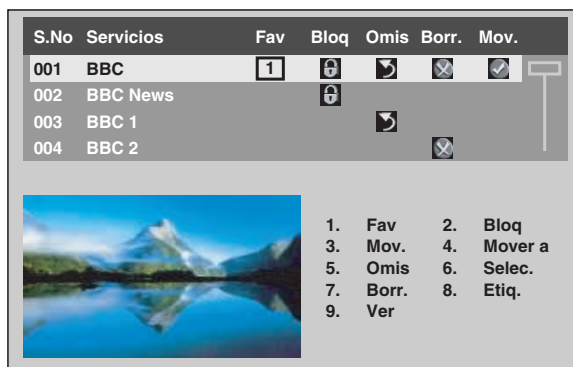 S.No Servicios Fav Bloq Omis Borr. Mov.
001 BBC 1
002 BBC News
003 BBC 1
004 BBC 2
1. Fav 2. Bloq
3. Mov. 4. Mover a
5. Omis 6. Selec.
7. Borr. 8. Etiq.
9. Ver